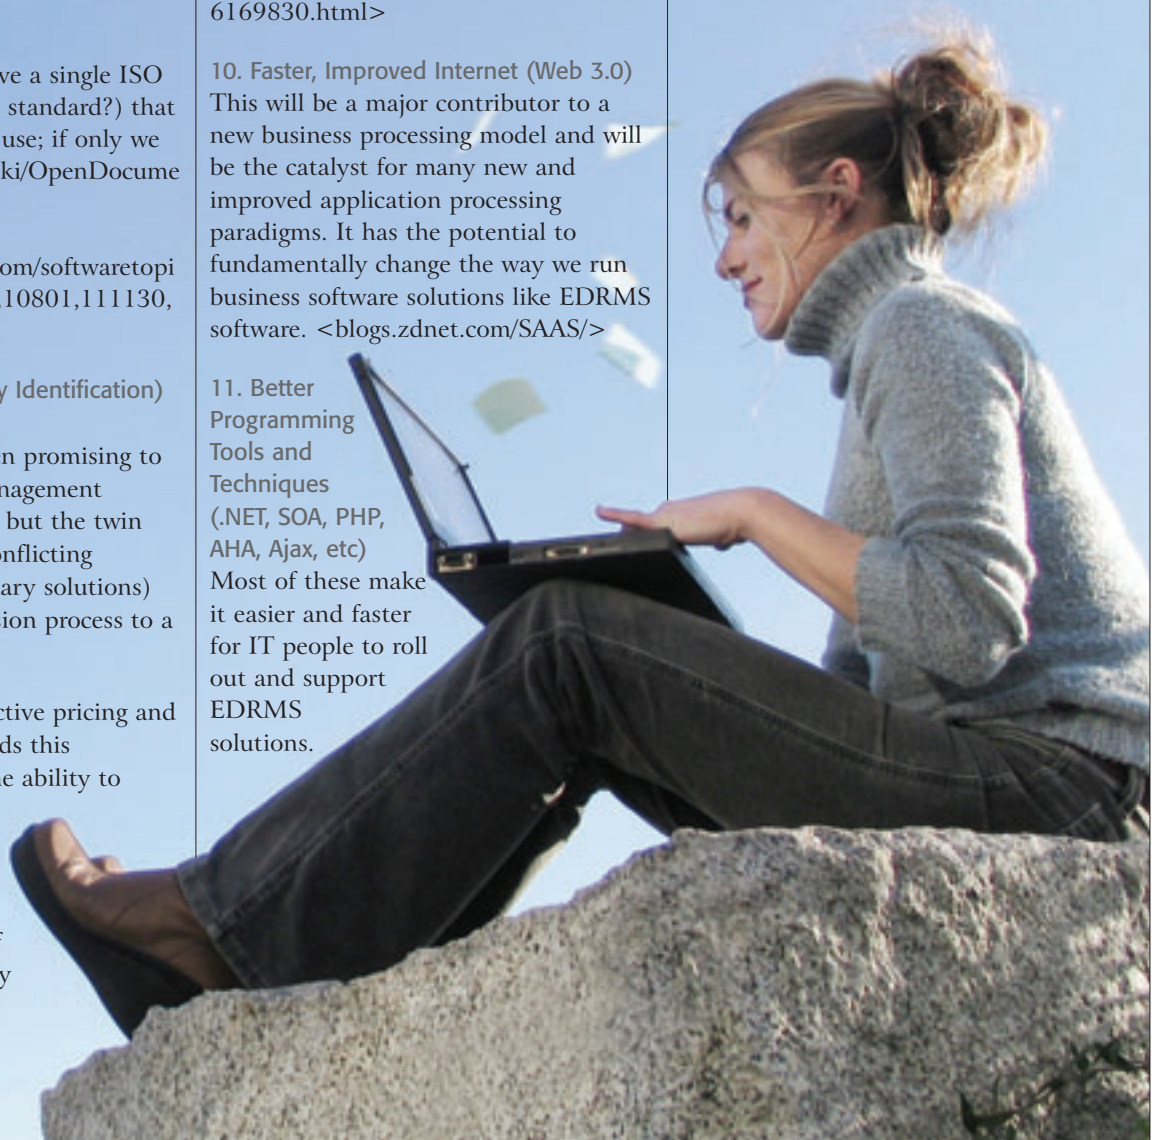 ve a single ISO
standard?) that
use; if only we
ki/OpenDocume
om/softwaretopi
,10801,111130,
y Identification)
en promising to
nagement
but the twin
onflicting
ary solutions)
sion process to a
ctive pricing and
ds this
ne ability to
y
6169830.html>
10. Faster, Improved Internet (Web 3.0)
This will be a major contributor to a
new business processing model and will
be the catalyst for many new and
improved application processing
paradigms. It has the potential to
fundamentally change the way we run
business software solutions like EDRMS
software. <blogs.zdnet.com/SAAS/>
11. Better
Programming
Tools and
Techniques
(.NET, SOA, PHP,
AHA, Ajax, etc)
Most of these make
it easier and faster
for IT people to roll
out and support
EDRMS
solutions.